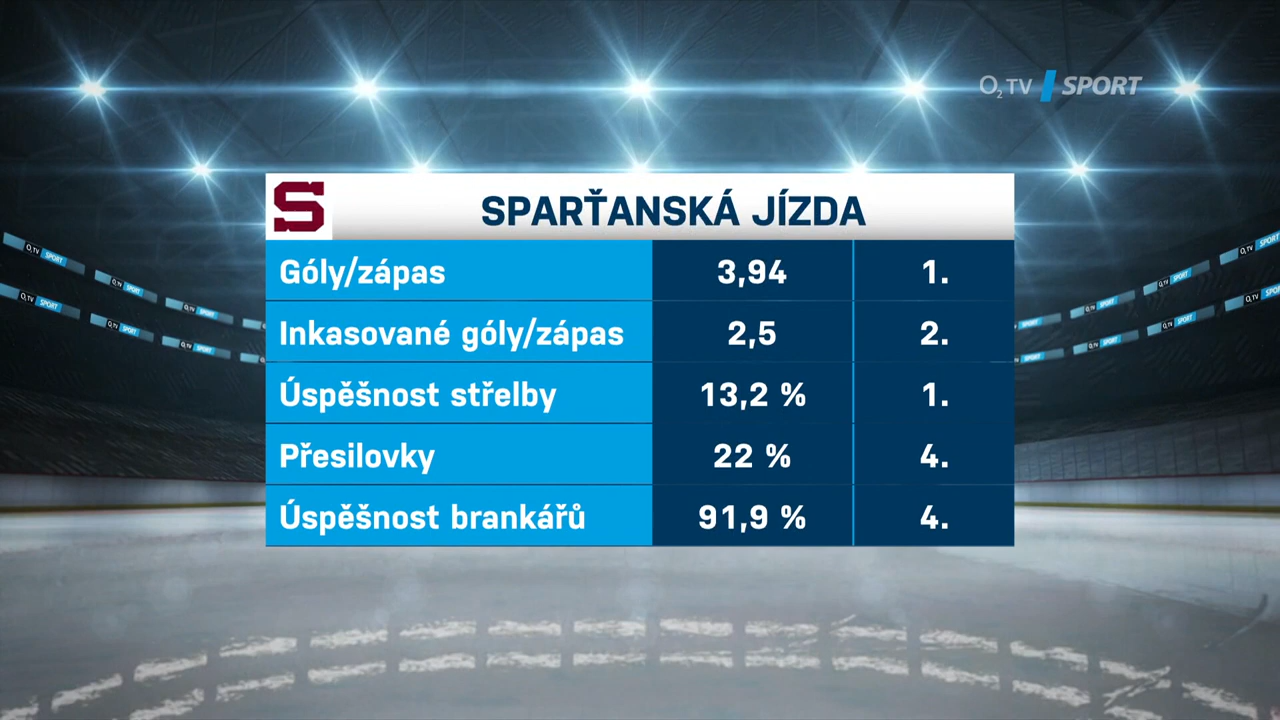 O2 TV SPORT
S
SPARŤANSKÁ JÍZDA
Góly/zápas 3,94 1.
Inkasované góly/zápas 2,5 2.
Úspěšnost střelby 13,2 % 1.
Přesilovky 22 % 4.
Úspěšnost brankářů 91,9 % 4.